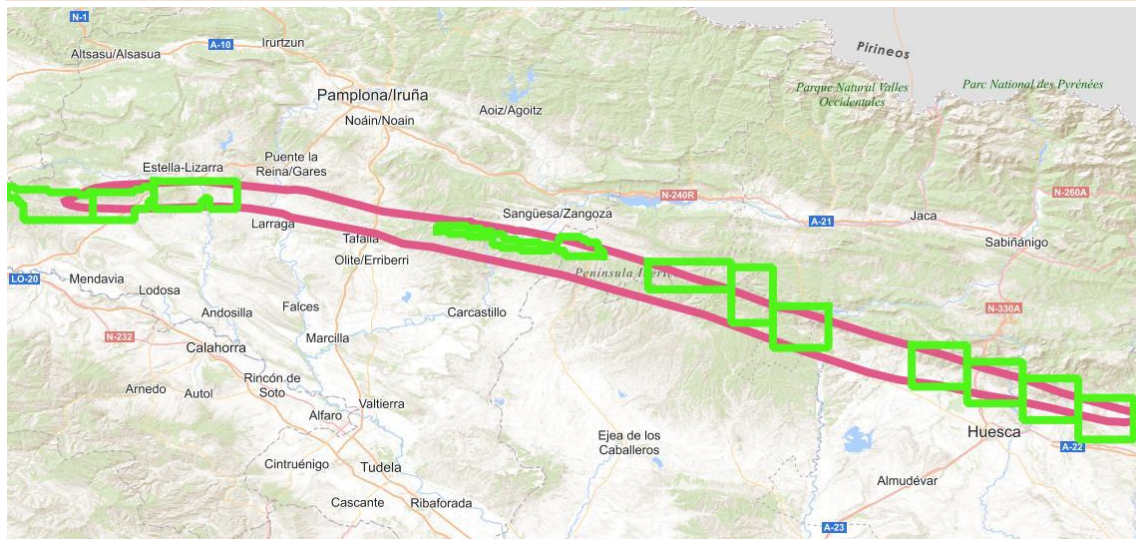 N-1
Altsasu/Alsasua
A-10
Irurtzun
Pirineos
Pamplona/Iruña
Noáin/Noain
Aoiz/Agoitz
Parque Natural Valles
Occidentales
Parc National des Pyrénées
Estella-Lizarra
Puente la
Reina/Gares
N-240R
N-260A
Sangüesa/Zangoza
A-21
Jaca
Larraga
Tafalla
Sabiñánigo
Olite/Erriberri
Península
LO-20
Mendavia
Lodosa
Andosilla
Falces
Carcastillo
N-330A
N-232
Calahorra
Marcilla
Arnedo
Autol
Rincón de
Soto
Valtierra
Alfaro
Huesca
A-22
Ejea de los
Caballeros
Cintruénigo
Tudela
Almudévar
Cascante
Ribaforada
A-23